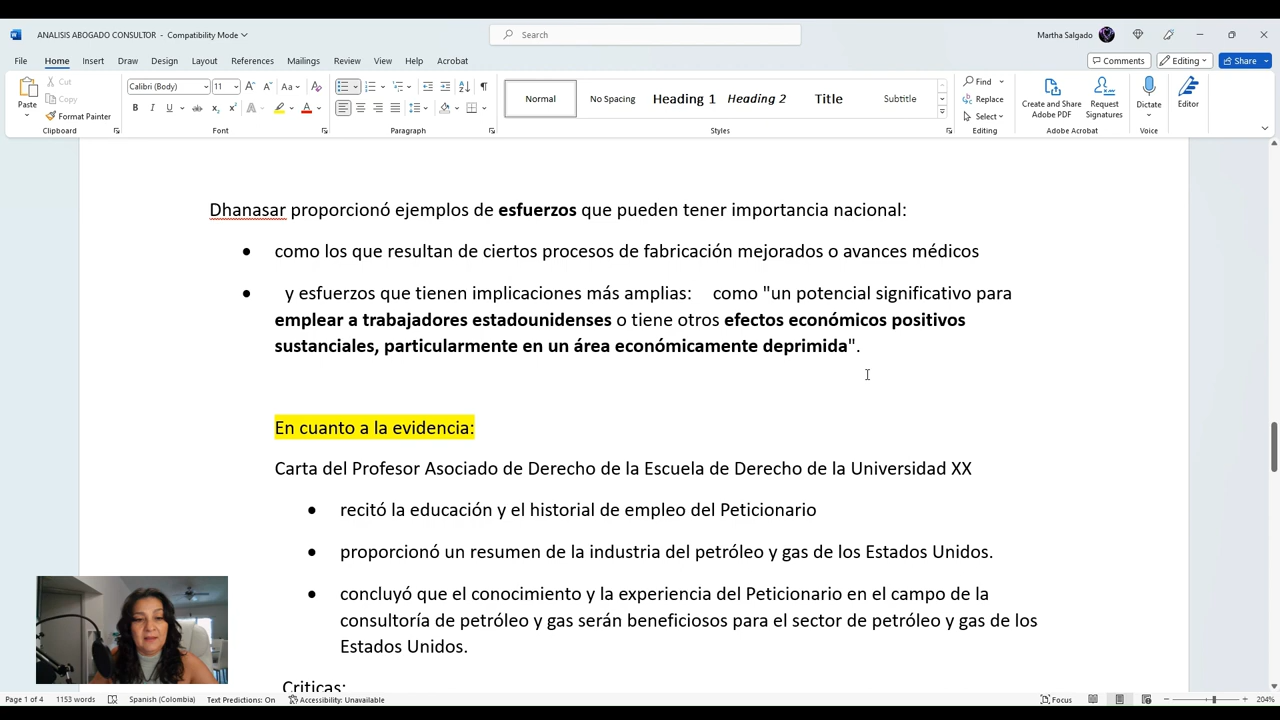 ANALISIS ABOGADO CONSULTOR - Compatibility Mode
Search
Martha Salgado
File Home Insert Draw Design Layout References Mailings Review View Help Acrobat
Comments Editing Share
Paste
Cut
Copy
Format Painter
Clipboard
Calibri (Body) 11
Font
Paragraph
Normal
No Spacing
Heading 1
Heading 2
Title
Subtitle
Styles
Find
Replace
Select
Editing
Create and Share
Adobe PDF
Request
Signatures
Adobe Acrobat
Dictate
Voice
Editor
Editor
Dhanasar proporcionó ejemplos de esfuerzos que pueden tener importancia nacional:
• como los que resultan de ciertos procesos de fabricación mejorados o avances médicos
• y esfuerzos que tienen implicaciones más amplias: como "un potencial significativo para
emplear a trabajadores estadounidenses o tiene otros efectos económicos positivos
sustanciales, particularmente en un área económicamente deprimida".
En cuanto a la evidencia:
Carta del Profesor Asociado de Derecho de la Escuela de Derecho de la Universidad XX
• recitó la educación y el historial de empleo del Peticionario
• proporcionó un resumen de la industria del petróleo y gas de los Estados Unidos.
• concluyó que el conocimiento y la experiencia del Peticionario en el campo de la
consultoría de petróleo y gas serán beneficiosos para el sector de petróleo y gas de los
Estados Unidos.
Criticas:
Page 1 of 4 1153 words Spanish (Colombia) Text Predictions: On Accessibility: Unavailable
Focus 204%